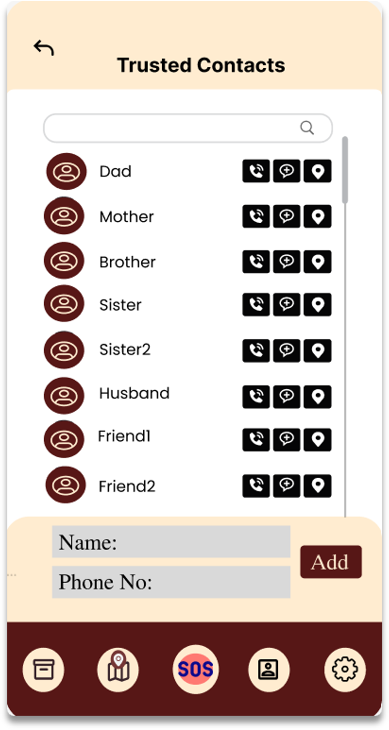 Trusted Contacts
Dad
Mother
Brother
Sister
Sister2
Husband
Friend1
Friend2
Name:
Phone No:
Add
SOS